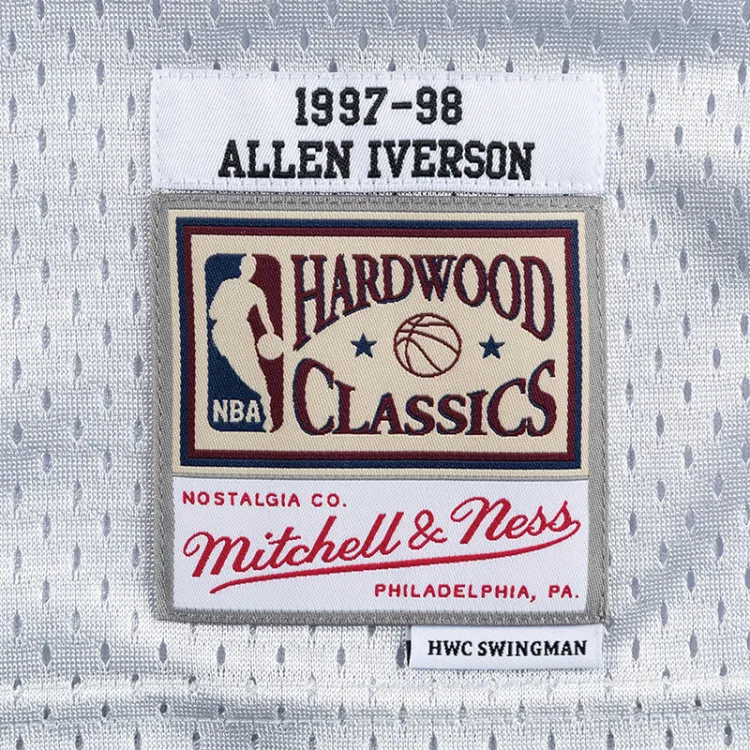 1997-98
ALLEN IVERSON
HARDWOOD
CLASSICS
NBA
NOSTALGIA CO.
Mitchell & Ness
PHILADELPHIA, PA.
HWC SWINGMAN